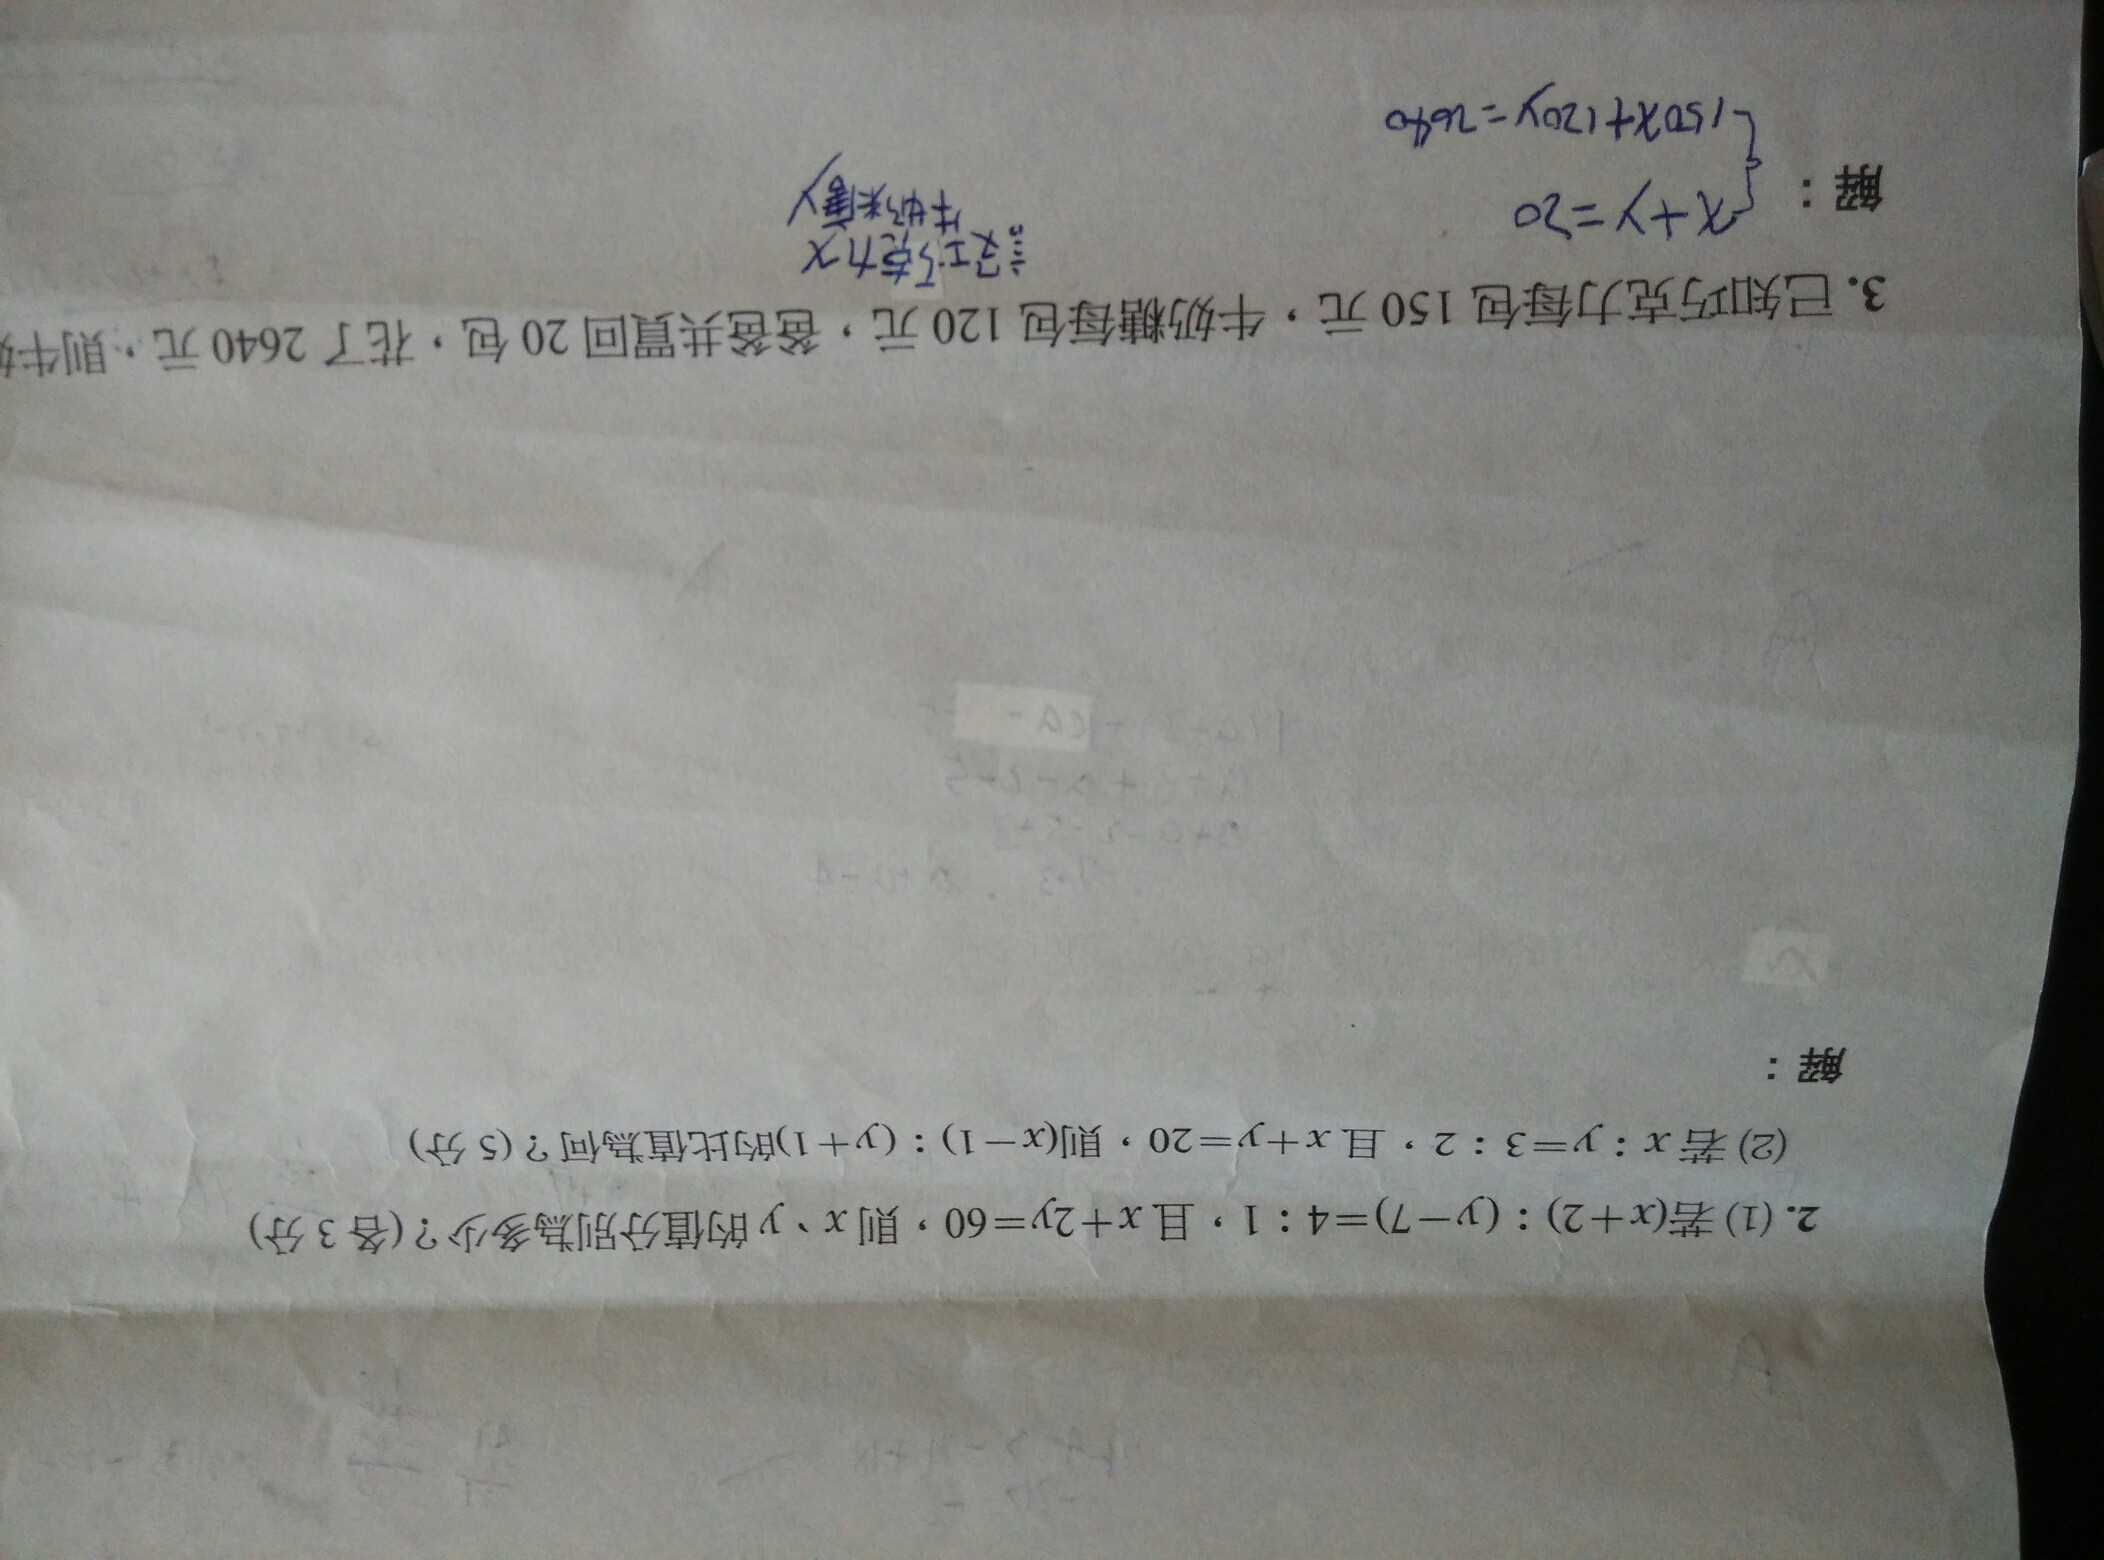 2. (1) 若(x+2)：(y−7)=4：1，且 x+2y=60，則 x、y 的值分別為多少？(各 3 分)
(2) 若 x：y=3：2，且 x+y=20，則(x−1)：(y+1)的比值為何？(5 分)
解：
3. 已知巧克力每包 150 元，牛奶糖每包 120 元，爸爸共買回 20 包，花了 2640 元，則牛奶
設巧克力x
牛奶糖y
解：
x+y=20
150x+120y=2640